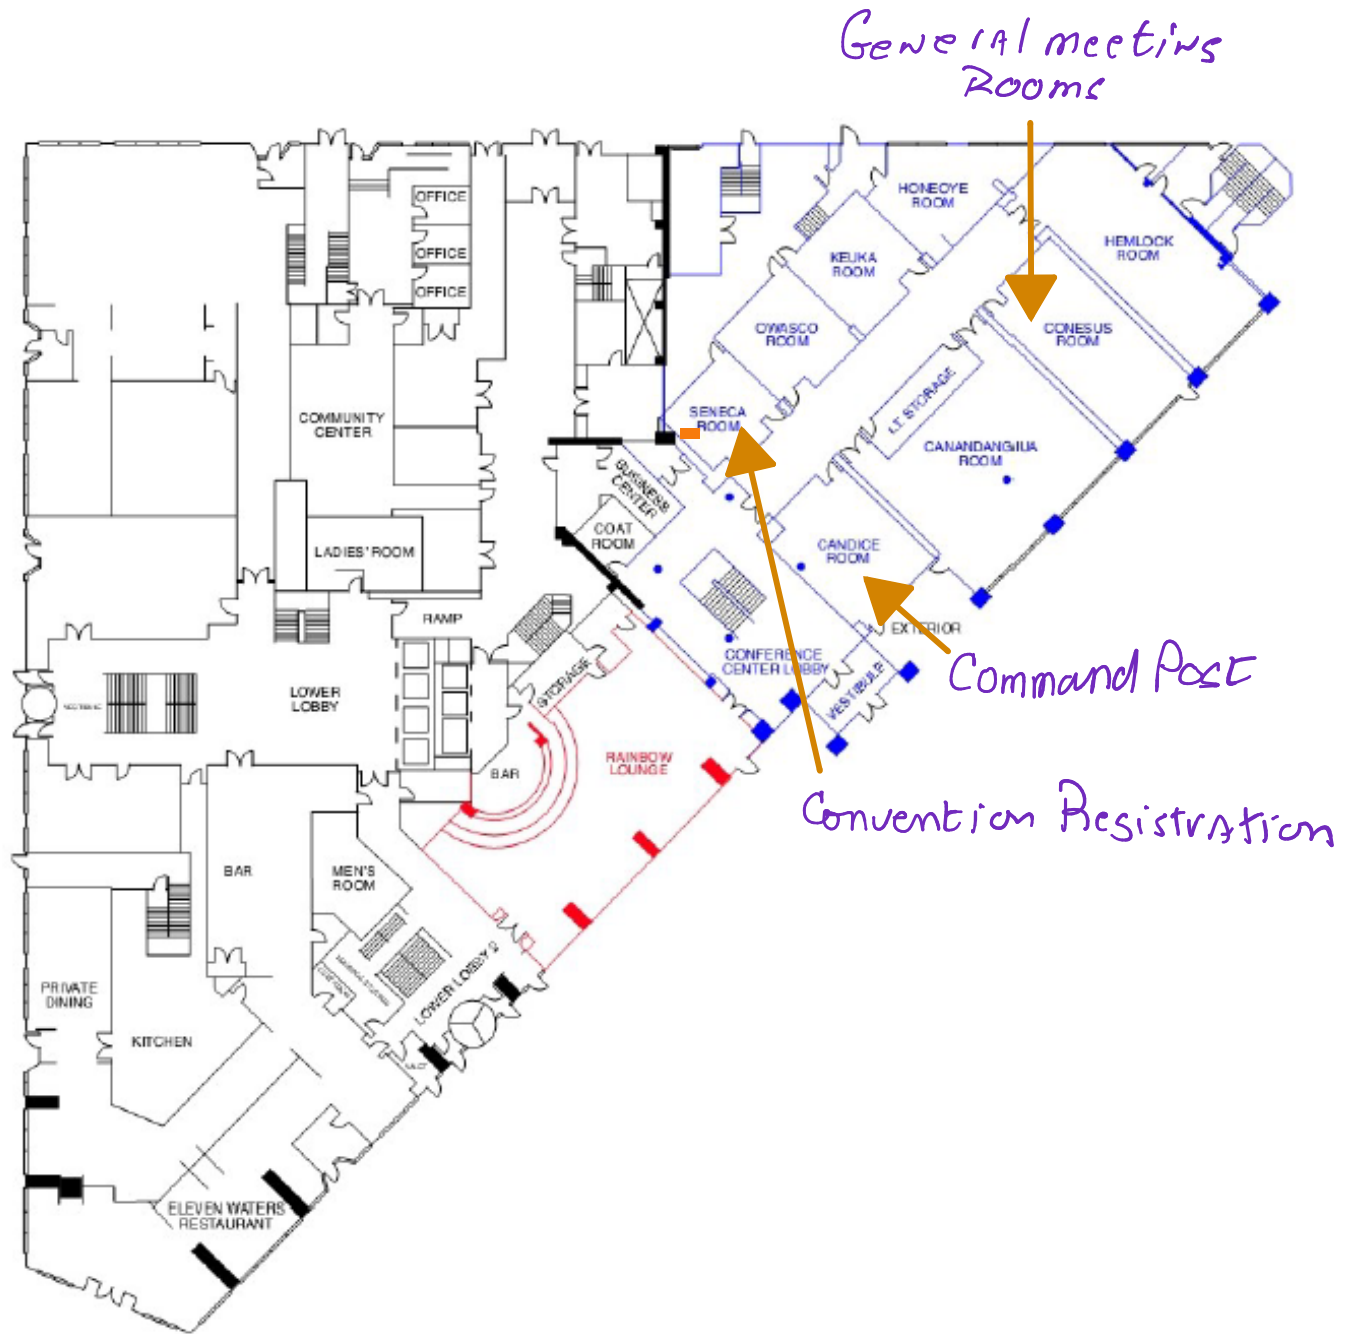 General meeting
Rooms
OFFICE
OFFICE
OFFICE
HONEOYE
ROOM
KEUKA
ROOM
HEMLOCK
ROOM
OWASCO
ROOM
CONESUS
ROOM
SENECA
ROOM
I.T. STORAGE
CANANDANGIUA
ROOM
COMMUNITY
CENTER
BUSINESS
CENTER
COAT
ROOM
LADIES' ROOM
CANDICE
ROOM
RAMP
EXTERIOR
CONFERENCE
CENTER LOBBY
VESTIBULE
Command Post
STORAGE
LOWER
LOBBY
BAR
RAINBOW
LOUNGE
Convention Registration
BAR
MEN'S
ROOM
LOWER LOBBY 2
PRIVATE
DINING
KITCHEN
ELEVEN WATERS
RESTAURANT